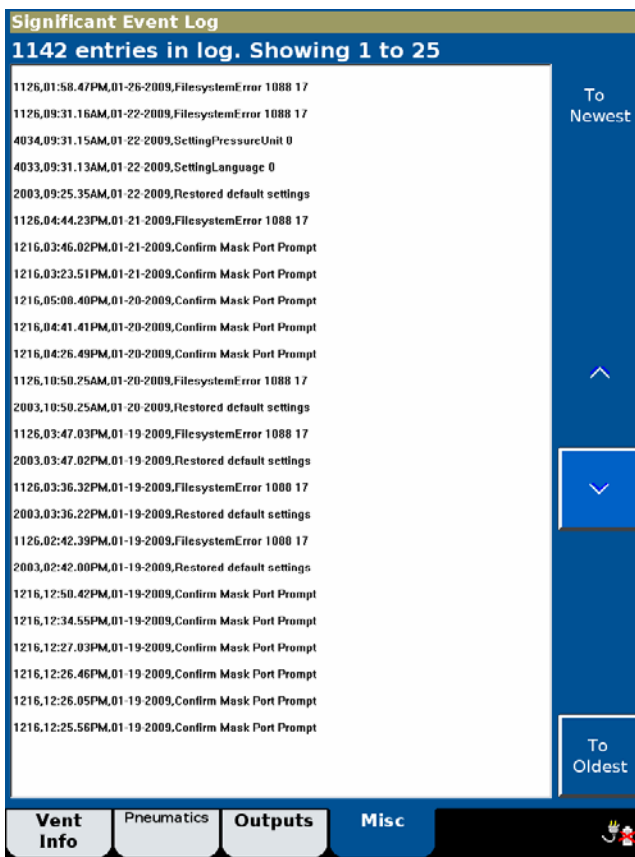 Significant Event Log
1142 entries in log. Showing 1 to 25
1126,01:58.47PM,01-26-2009,FilesystemError 1088 17
1126,09:31.16AM,01-22-2009,FilesystemError 1088 17
4034,09:31.15AM,01-22-2009,SettingPressureUnit 0
4033,09:31.13AM,01-22-2009,SettingLanguage 0
2003,09:25.35AM,01-22-2009,Restored default settings
1126,04:44.23PM,01-21-2009,FilesystemError 1088 17
1216,03:46.02PM,01-21-2009,Confirm Mask Port Prompt
1216,03:23.51PM,01-21-2009,Confirm Mask Port Prompt
1216,05:08.40PM,01-20-2009,Confirm Mask Port Prompt
1216,04:41.41PM,01-20-2009,Confirm Mask Port Prompt
1216,04:26.49PM,01-20-2009,Confirm Mask Port Prompt
1126,10:50.25AM,01-20-2009,FilesystemError 1088 17
2003,10:50.25AM,01-20-2009,Restored default settings
1126,03:47.03PM,01-19-2009,FilesystemError 1088 17
2003,03:47.02PM,01-19-2009,Restored default settings
1126,03:36.32PM,01-19-2009,FilesystemError 1088 17
2003,03:36.22PM,01-19-2009,Restored default settings
1126,02:42.39PM,01-19-2009,FilesystemError 1088 17
2003,02:42.00PM,01-19-2009,Restored default settings
1216,12:50.42PM,01-19-2009,Confirm Mask Port Prompt
1216,12:34.55PM,01-19-2009,Confirm Mask Port Prompt
1216,12:27.03PM,01-19-2009,Confirm Mask Port Prompt
1216,12:26.46PM,01-19-2009,Confirm Mask Port Prompt
1216,12:26.05PM,01-19-2009,Confirm Mask Port Prompt
1216,12:25.56PM,01-19-2009,Confirm Mask Port Prompt
To
Newest
To
Oldest
Vent
Info
Pneumatics
Outputs
Misc